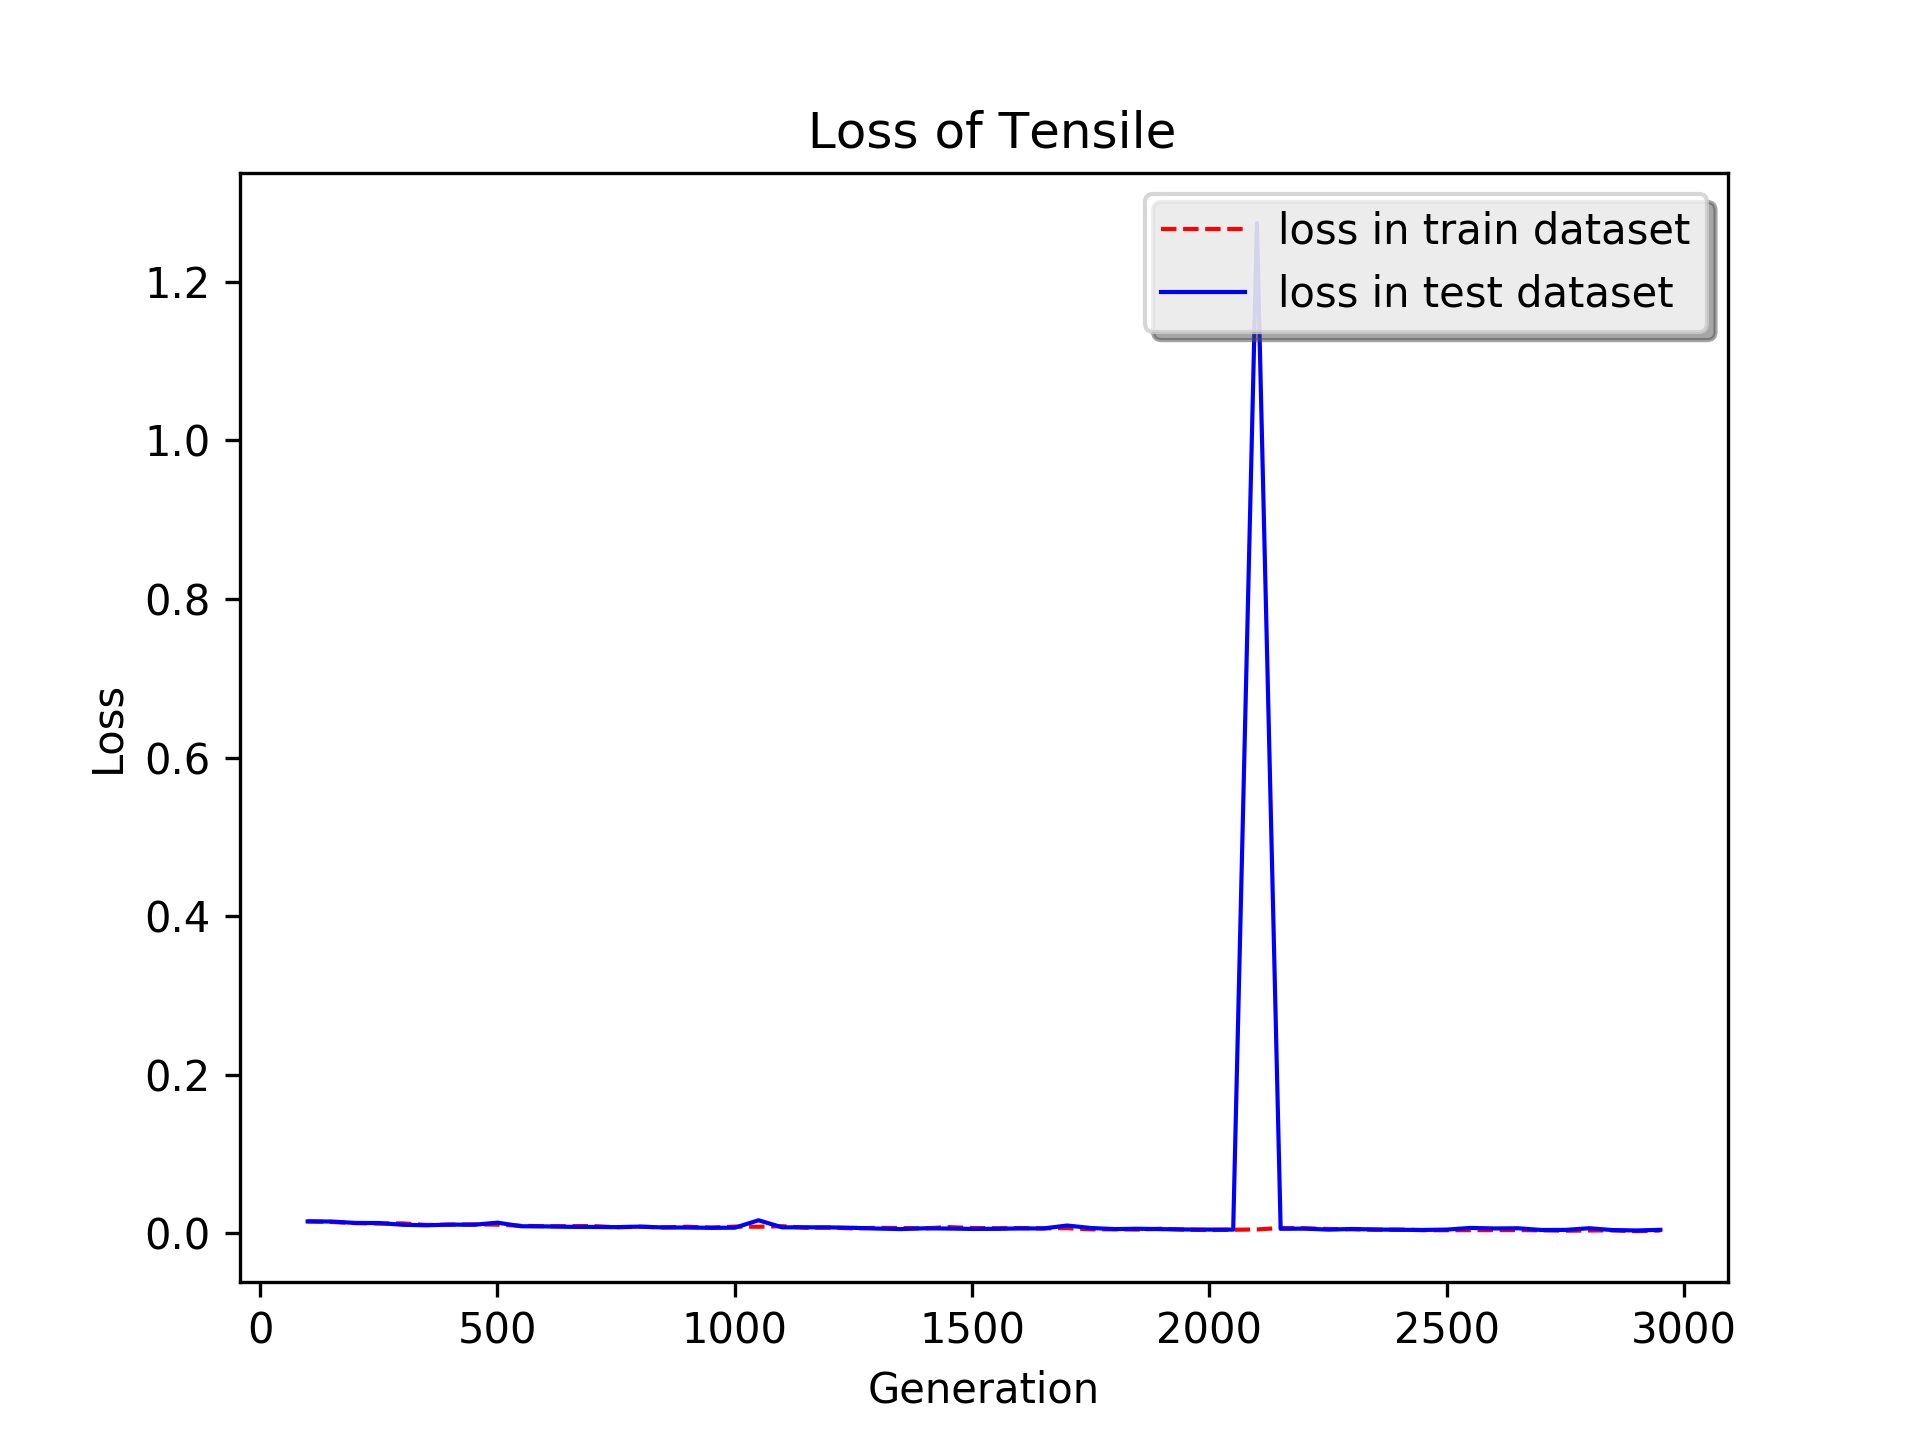 Loss of Tensile
loss in train dataset
loss in test dataset
1.2
1.0
0.8
0.6
0.4
0.2
0.0
Loss
0 500 1000 1500 2000 2500 3000
Generation